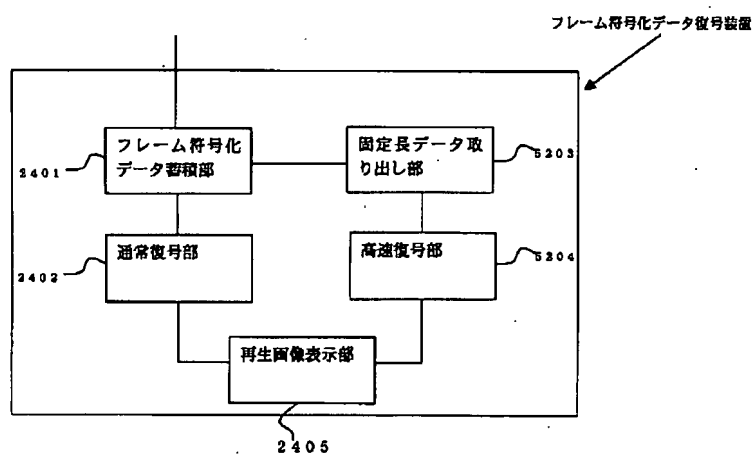 フレーム符号化データ復号装置
フレーム符号化
データ蓄積部
2401
固定長データ取
り出し部
5203
通常復号部
2402
高速復号部
5204
再生画像表示部
2405